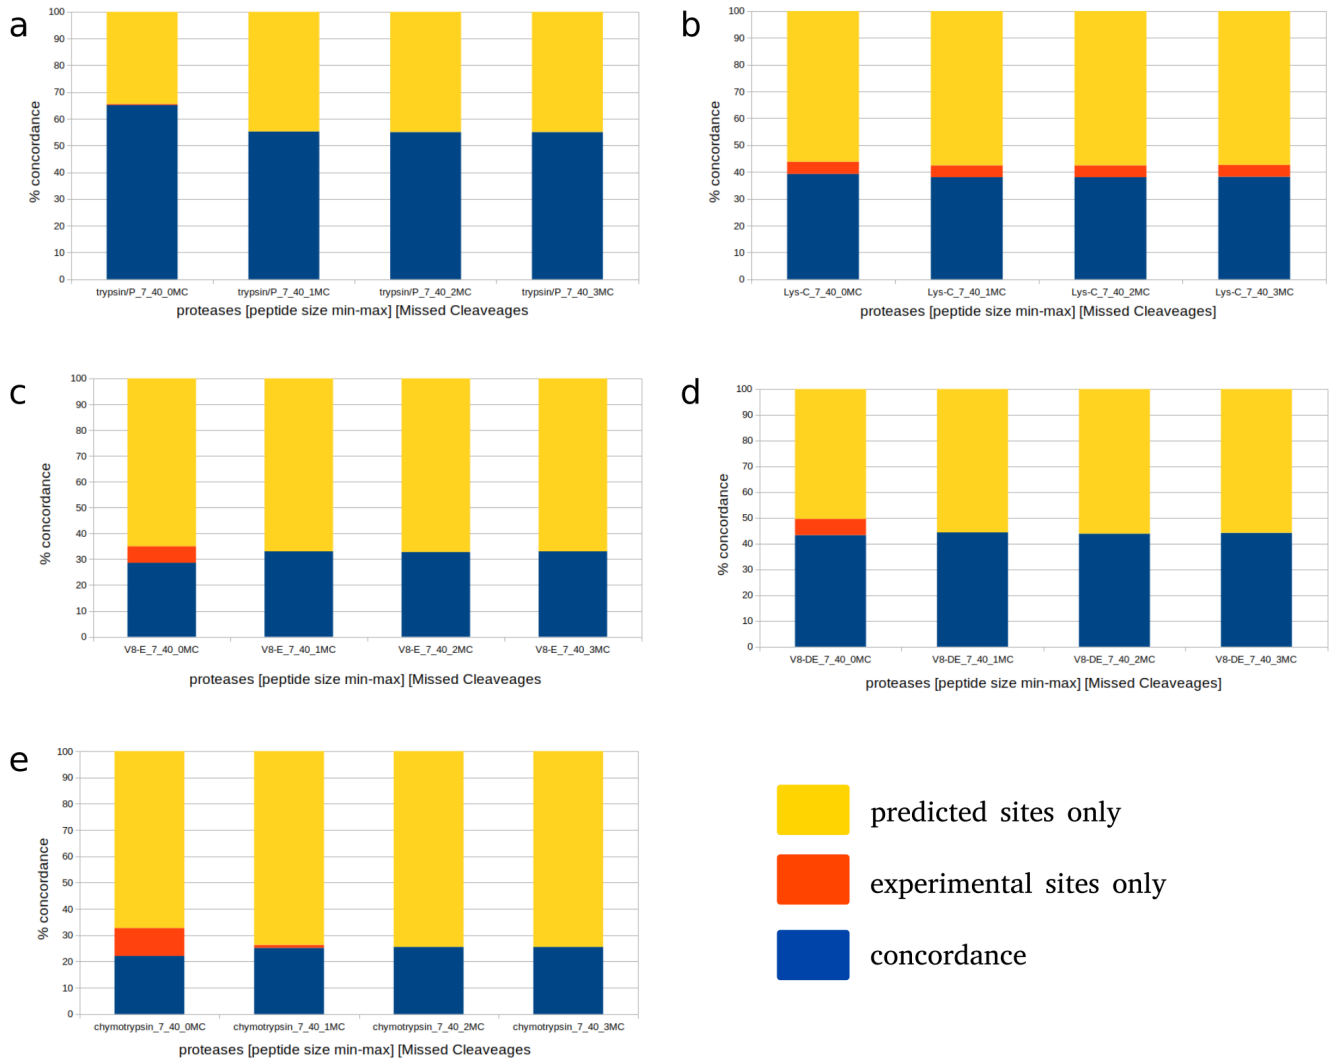 a
100
90
80
70
60
50
40
30
20
10
0
% concordance
trypsin/P_7_40_0MC trypsin/P_7_40_1MC trypsin/P_7_40_2MC trypsin/P_7_40_3MC
proteases [peptide size min-max] [Missed Cleaveages
b
100
90
80
70
60
50
40
30
20
10
0
% concordance
Lys-C_7_40_0MC Lys-C_7_40_1MC Lys-C_7_40_2MC Lys-C_7_40_3MC
proteases [peptide size min-max] [Missed Cleaveages]
c
100
90
80
70
60
50
40
30
20
10
0
% concordance
V8-E_7_40_0MC V8-E_7_40_1MC V8-E_7_40_2MC V8-E_7_40_3MC
proteases [peptide size min-max] [Missed Cleaveages
d
100
90
80
70
60
50
40
30
20
10
0
% concordance
V8-DE_7_40_0MC V8-DE_7_40_1MC V8-DE_7_40_2MC V8-DE_7_40_3MC
proteases [peptide size min-max] [Missed Cleaveages]
e
100
90
80
70
60
50
40
30
20
10
0
% concordance
chymotrypsin_7_40_0MC chymotrypsin_7_40_1MC chymotrypsin_7_40_2MC chymotrypsin_7_40_3MC
proteases [peptide size min-max] [Missed Cleaveages
predicted sites only
experimental sites only
concordance